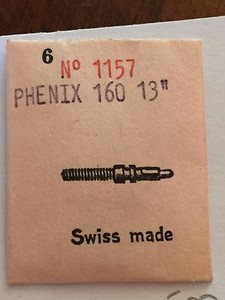 6
Nº 1157
PHENIX 160 13"
Swiss made